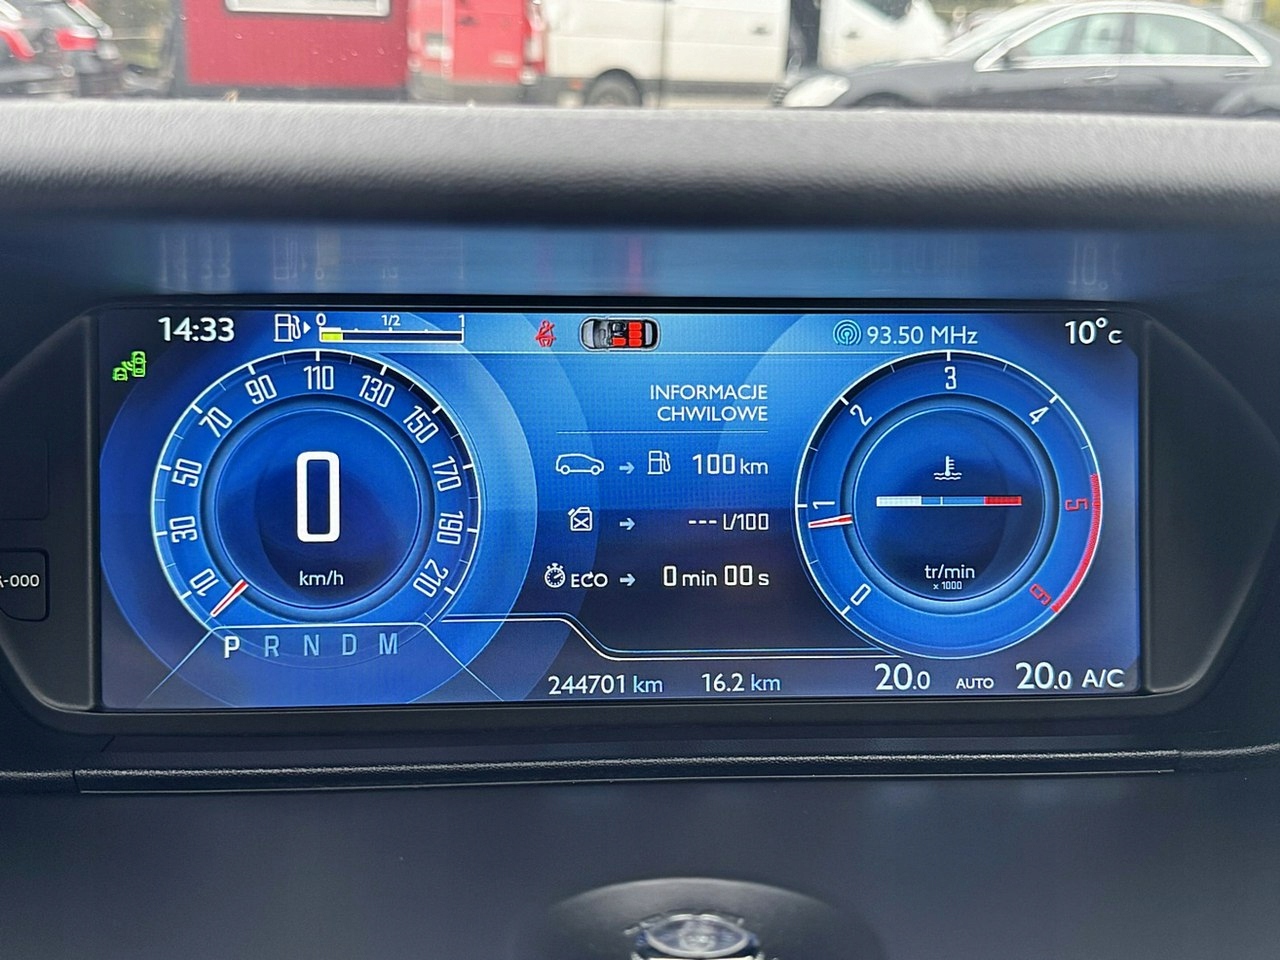 14:33
0 1/2 1
93.50 MHz
10°c
INFORMACJE
CHWILOWE
100 km
--- l/100
ECO 0 min 00 s
10 30 50 70 90 110 130 150 170 190 210
0
km/h
P R N D M
0 1 2 3 4 5 6
tr/min
x 1000
244701 km 16.2 km
20.0 AUTO 20.0 A/C
-000